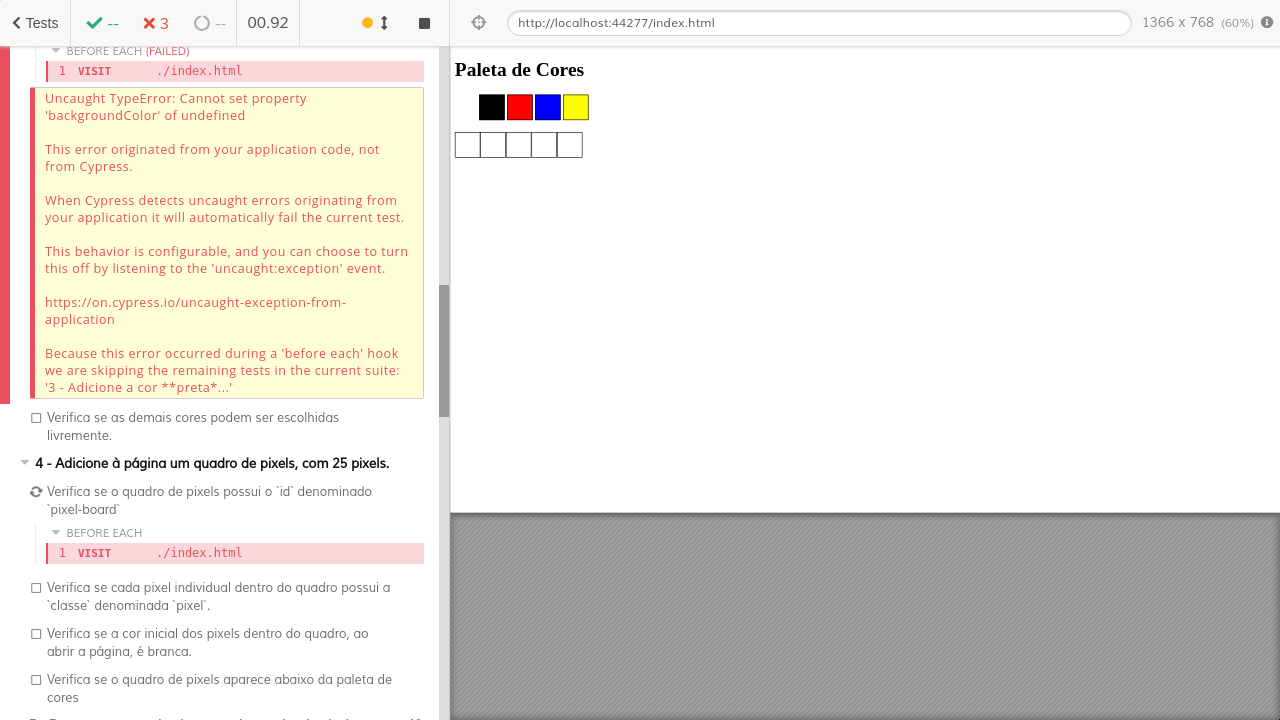 Tests
--
3
--
00.92
http://localhost:44277/index.html
1366 x 768 (60%)
BEFORE EACH (FAILED)
1 VISIT ./index.html
Uncaught TypeError: Cannot set property
'backgroundColor' of undefined
This error originated from your application code, not
from Cypress.
When Cypress detects uncaught errors originating from
your application it will automatically fail the current test.
This behavior is configurable, and you can choose to turn
this off by listening to the 'uncaught:exception' event.
https://on.cypress.io/uncaught-exception-from-
application
Because this error occurred during a 'before each' hook
we are skipping the remaining tests in the current suite:
'3 - Adicione a cor **preta*...'
Verifica se as demais cores podem ser escolhidas
livremente.
4 - Adicione à página um quadro de pixels, com 25 pixels.
Verifica se o quadro de pixels possui o `id` denominado
`pixel-board`
BEFORE EACH
1 VISIT ./index.html
Verifica se cada pixel individual dentro do quadro possui a
`classe` denominada `pixel`.
Verifica se a cor inicial dos pixels dentro do quadro, ao
abrir a página, é branca.
Verifica se o quadro de pixels aparece abaixo da paleta de
cores
Paleta de Cores